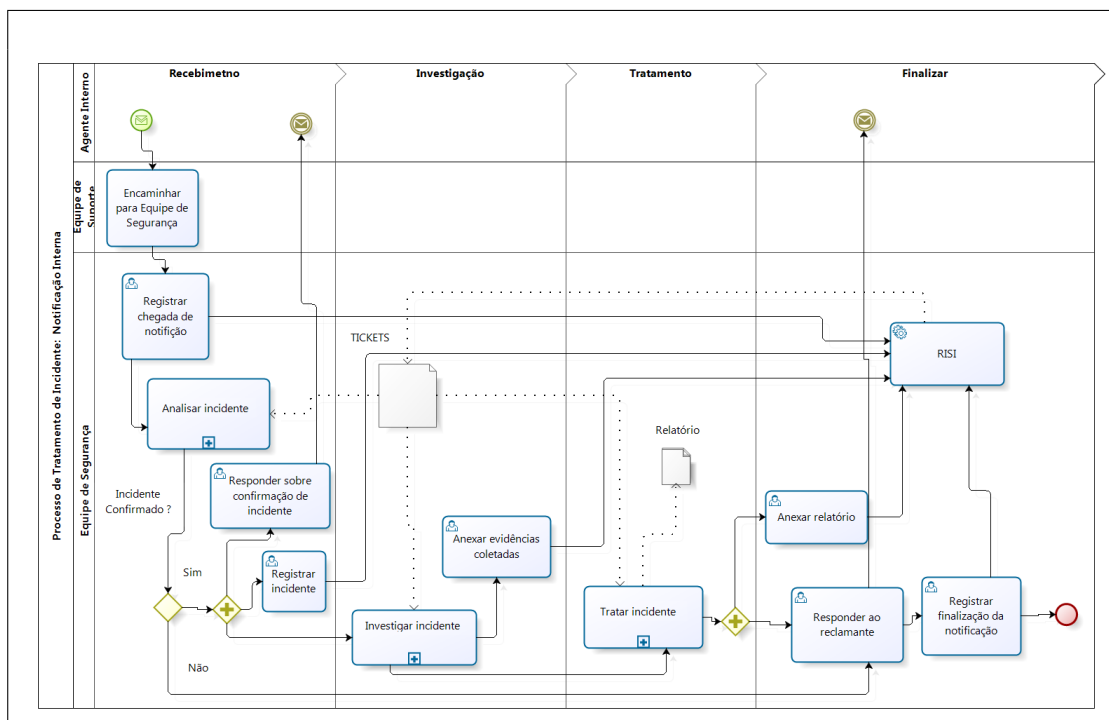 Recebimetno
Investigação
Tratamento
Finalizar
Processo de Tratamento de Incidente: Notificação Interna
Agente Interno
Equipe de
Suporte
Encaminhar
para Equipe de
Segurança
Equipe de Segurança
Registrar
chegada de
notifição
TICKETS
RISI
Analisar incidente
Relatório
Responder sobre
confirmação de
incidente
Incidente
Confirmado ?
Anexar relatório
Anexar evidências
coletadas
Sim
Registrar
incidente
Investigar incidente
Tratar incidente
Responder ao
reclamante
Registrar
finalização da
notificação
Não